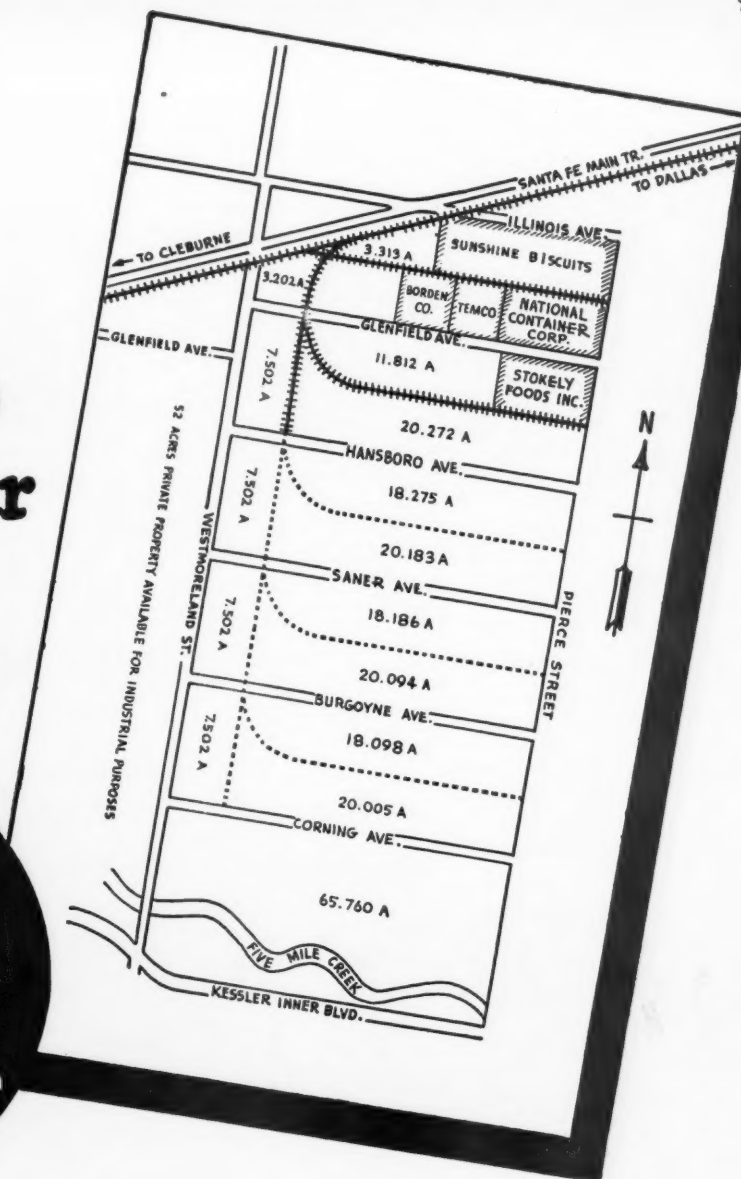 SANTA FE MAIN TR.
TO DALLAS
ILLINOIS AVE.
TO CLEBURNE
3.313 A
SUNSHINE BISCUITS
3.202 A
BORDEN
CO.
TEMCO
NATIONAL
CONTAINER
CORP.
GLENFIELD AVE.
GLENFIELD AVE.
7.502 A
11.812 A
STOKELY
FOODS INC.
20.272 A
N
HANSBORO AVE.
52 ACRES PRIVATE PROPERTY AVAILABLE FOR INDUSTRIAL PURPOSES
WESTMORELAND ST.
7.502 A
18.275 A
20.183 A
SANER AVE.
PIERCE STREET
7.502 A
18.186 A
20.094 A
BURGOYNE AVE.
7.502 A
18.098 A
20.005 A
CORNING AVE.
65.760 A
FIVE MILE CREEK
KESSLER INNER BLVD.
r